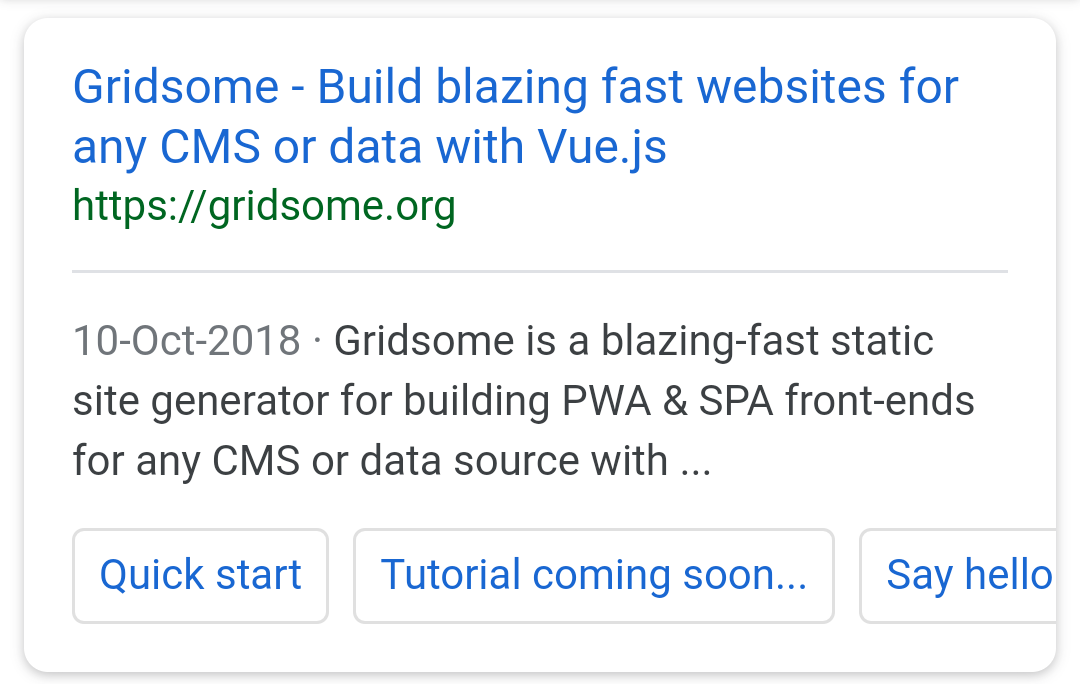 Gridsome - Build blazing fast websites for
any CMS or data with Vue.js
https://gridsome.org
10-Oct-2018 · Gridsome is a blazing-fast static
site generator for building PWA & SPA front-ends
for any CMS or data source with ...
Quick start
Tutorial coming soon...
Say hello